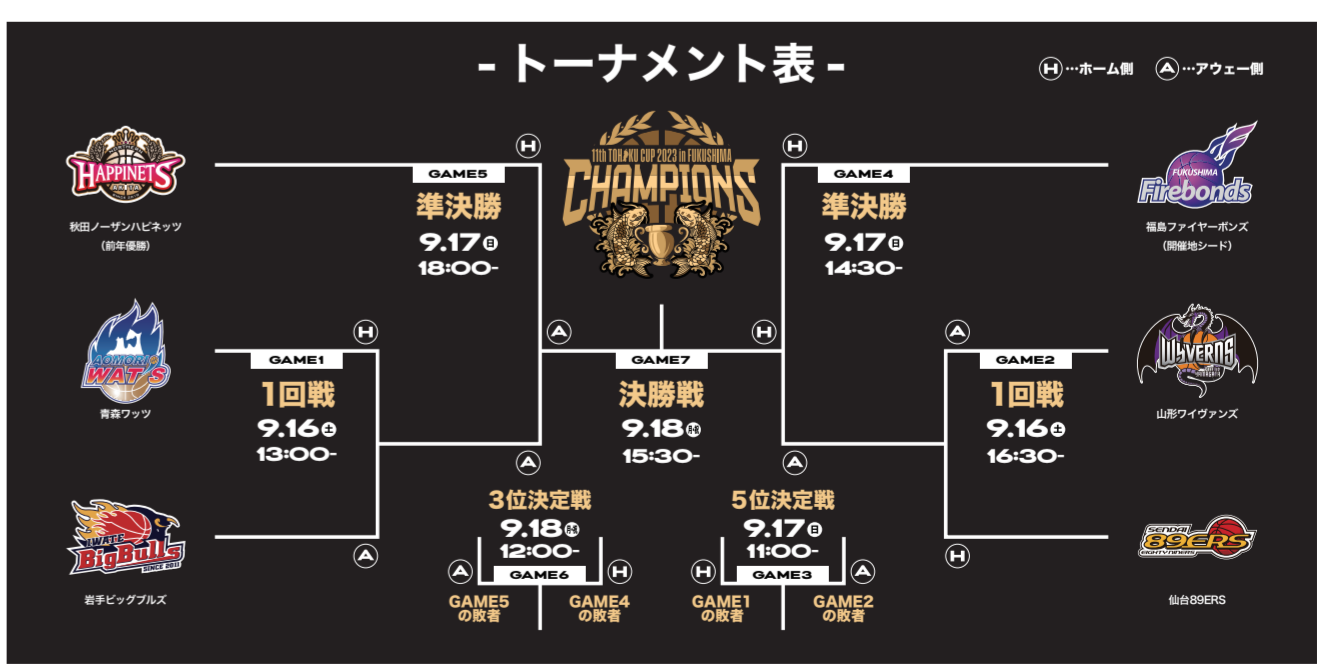 - トーナメント表 -
H…ホーム側 A…アウェー側
11th TOHOKU CUP 2023 in FUKUSHIMA
CHAMPIONS
HAPPINETS
AKITA
秋田ノーザンハピネッツ
(前年優勝)
H
GAME5
準決勝
9.17日
18:00-
H
GAME4
準決勝
9.17日
14:30-
FUKUSHIMA
Firebonds
福島ファイヤーボンズ
(開催地シード)
AOMORI
WAT'S
青森ワッツ
H
GAME1
1回戦
9.16土
13:00-
A
H
GAME7
決勝戦
9.18月・祝
15:30-
A
GAME2
1回戦
9.16土
16:30-
WYVERNS
山形ワイヴァンズ
IWATE
BigBulls
SINCE 2011
岩手ビッグブルズ
A
A
3位決定戦
9.18月・祝
12:00-
A
GAME6
H
GAME5
の敗者
GAME4
の敗者
A
5位決定戦
9.17日
11:00-
H
GAME3
A
GAME1
の敗者
GAME2
の敗者
H
SENDAI
89ERS
EIGHTY NINERS
仙台89ERS